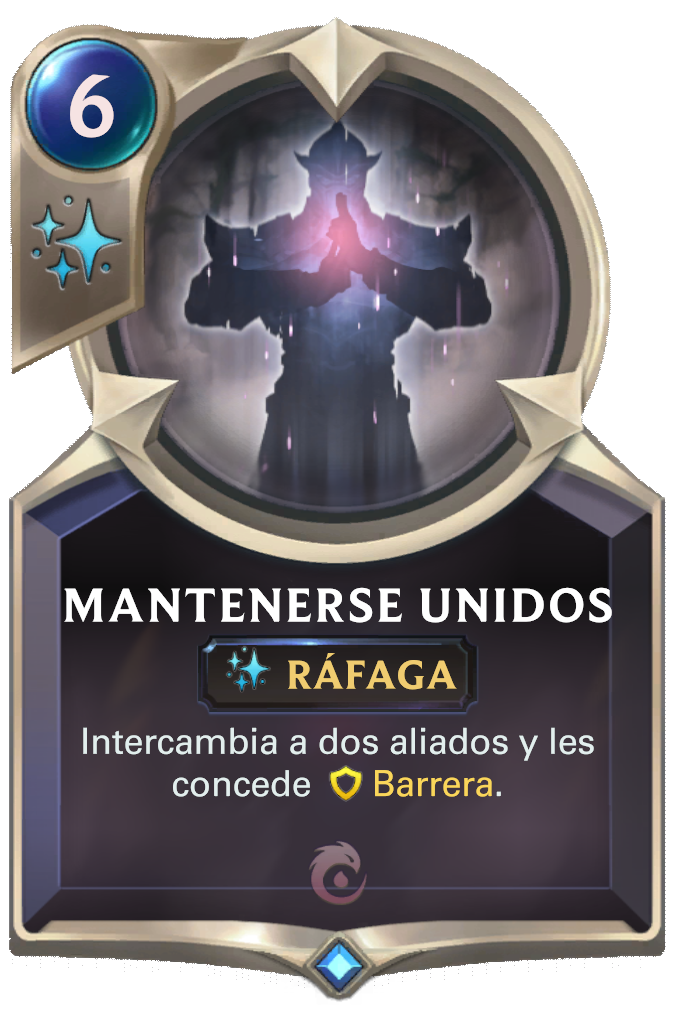 6
MANTENERSE UNIDOS
RÁFAGA
Intercambia a dos aliados y les
concede Barrera.